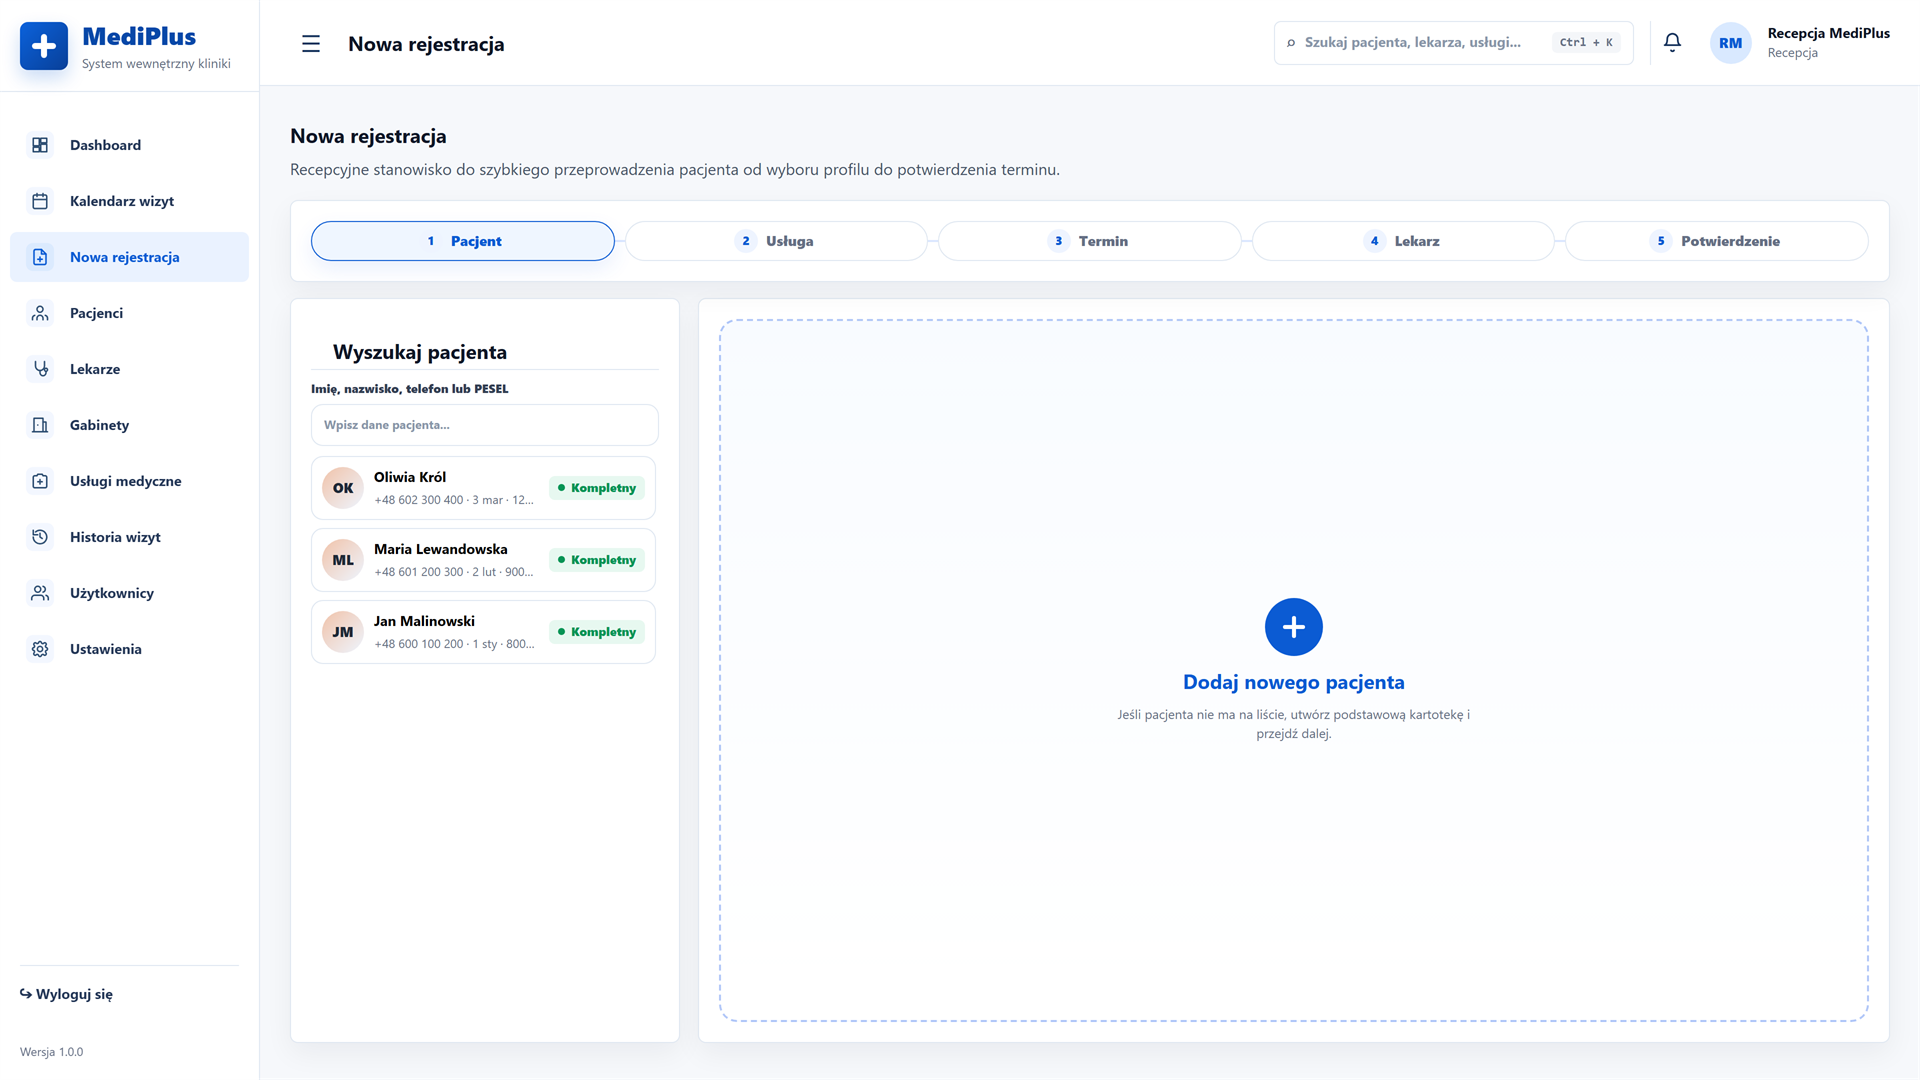 MediPlus
System wewnętrzny kliniki
Dashboard
Kalendarz wizyt
Nowa rejestracja
Pacjenci
Lekarze
Gabinety
Usługi medyczne
Historia wizyt
Użytkownicy
Ustawienia
Wyloguj się
Wersja 1.0.0
Nowa rejestracja
Szukaj pacjenta, lekarza, usługi...
Ctrl + K
RM
Recepcja MediPlus
Recepcja
Nowa rejestracja
Recepcyjne stanowisko do szybkiego przeprowadzenia pacjenta od wyboru profilu do potwierdzenia terminu.
1 Pacjent
2 Usługa
3 Termin
4 Lekarz
5 Potwierdzenie
Wyszukaj pacjenta
Imię, nazwisko, telefon lub PESEL
Wpisz dane pacjenta...
OK
Oliwia Król
+48 602 300 400 · 3 mar · 12...
Kompletny
ML
Maria Lewandowska
+48 601 200 300 · 2 lut · 900...
Kompletny
JM
Jan Malinowski
+48 600 100 200 · 1 sty · 800...
Kompletny
Dodaj nowego pacjenta
Jeśli pacjenta nie ma na liście, utwórz podstawową kartotekę i
przejdź dalej.